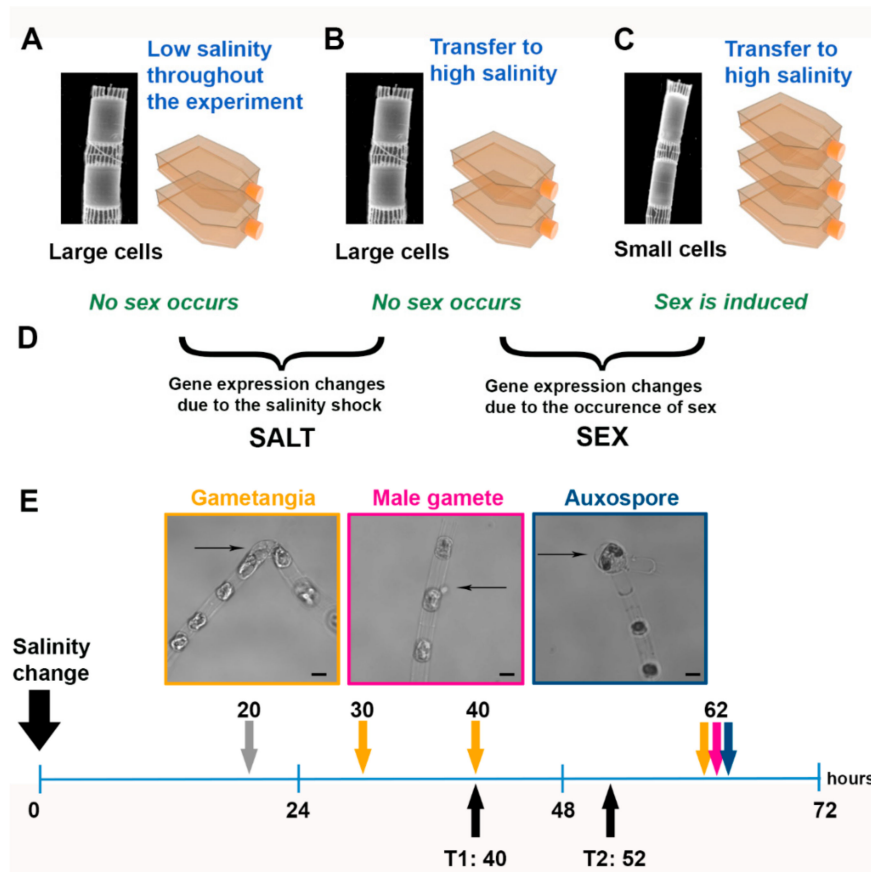 A
Low salinity
throughout
the experiment
Large cells
No sex occurs
B
Transfer to
high salinity
Large cells
No sex occurs
C
Transfer to
high salinity
Small cells
Sex is induced
D
Gene expression changes
due to the salinity shock
SALT
Gene expression changes
due to the occurence of sex
SEX
E
Gametangia
Male gamete
Auxospore
Salinity
change
20
30
40
62
hours
0
24
48
72
T1: 40
T2: 52